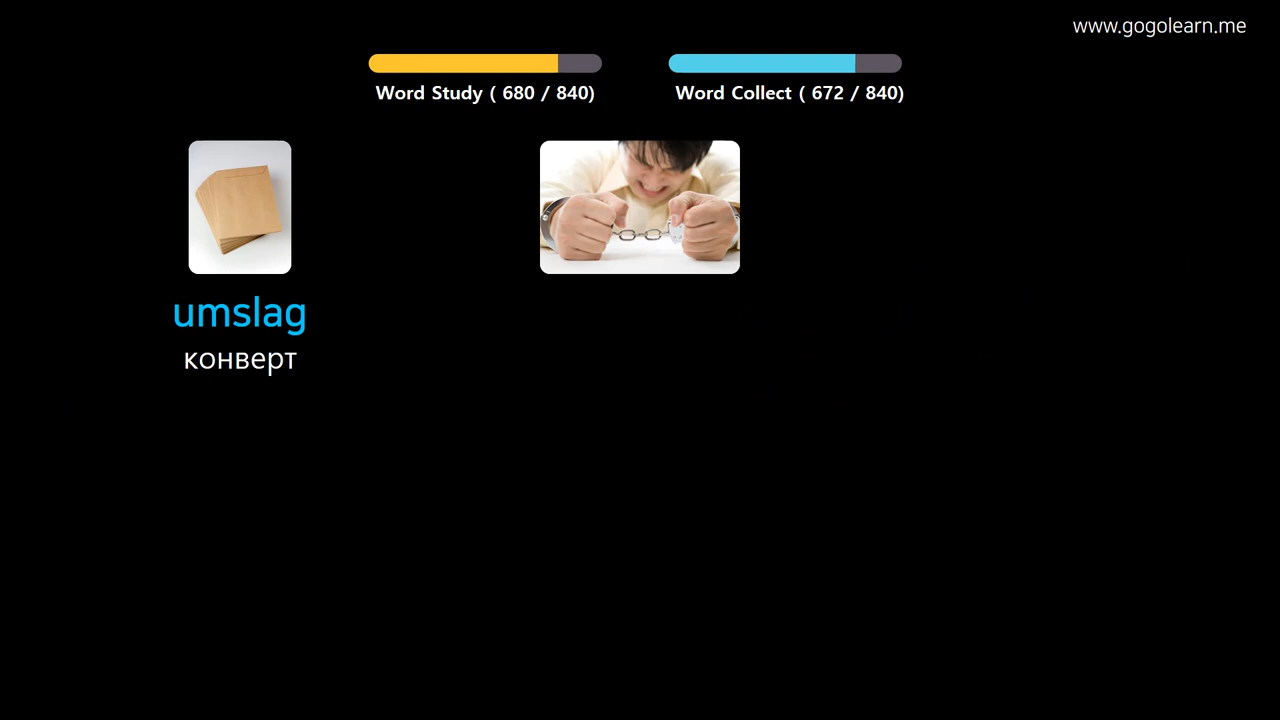 www.gogolearn.me
Word Study ( 680 / 840)
Word Collect ( 672 / 840)
umslag
конверт